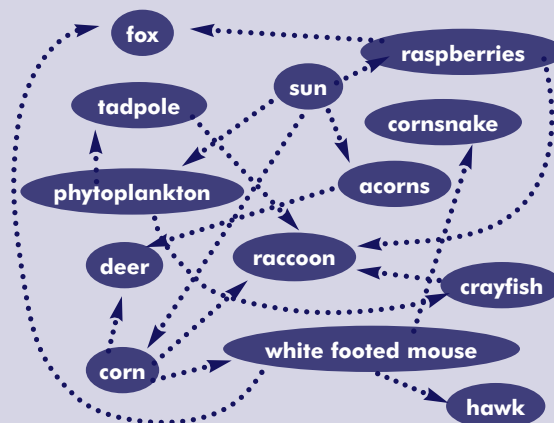 fox
raspberries
sun
tadpole
cornsnake
phytoplankton
acorns
deer
raccoon
crayfish
corn
white footed mouse
hawk